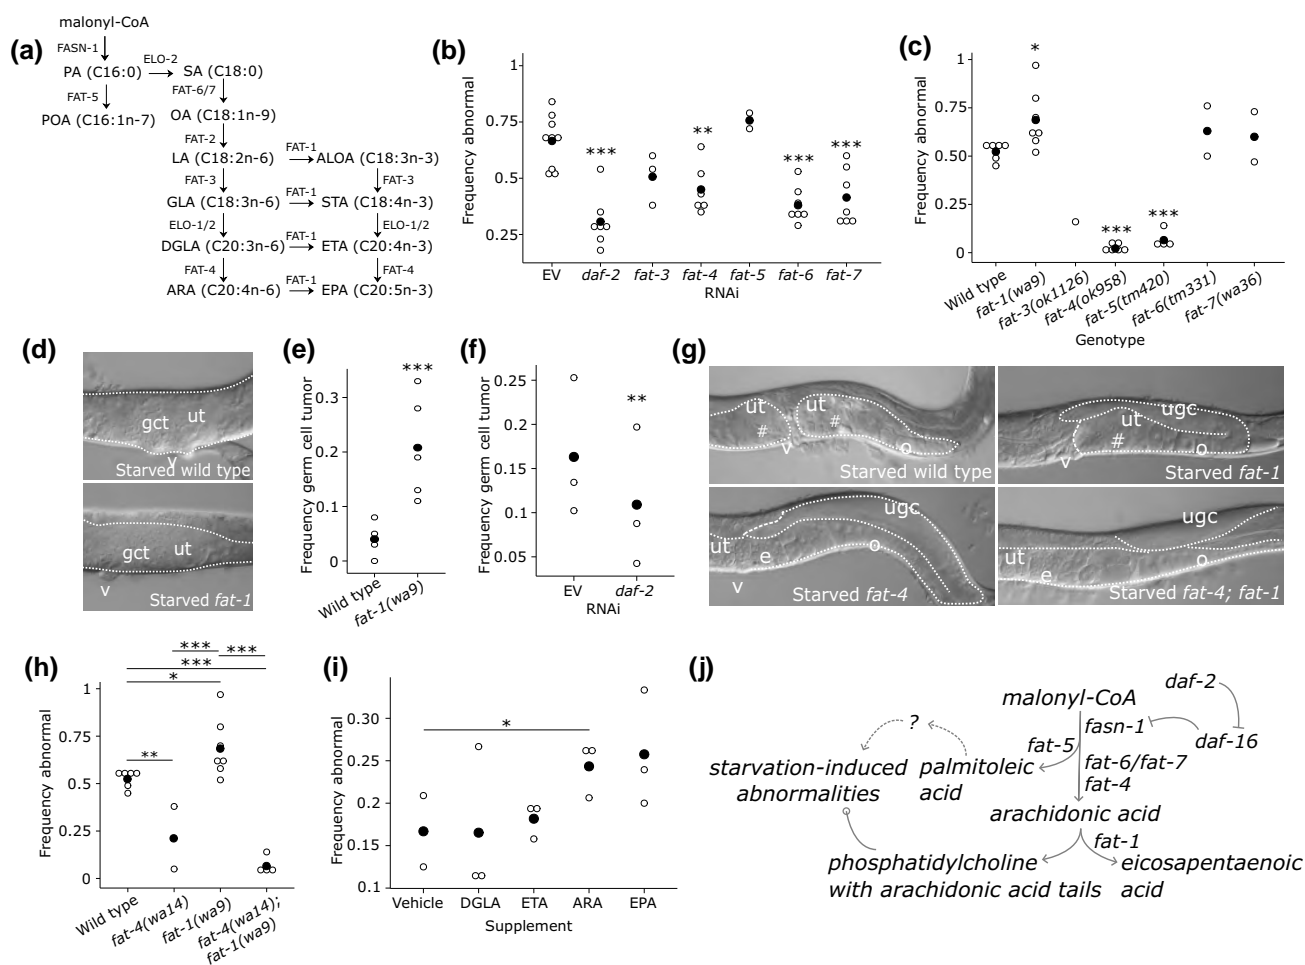 (a)
malonyl-CoA
FASN-1
ELO-2
PA (C16:0)
SA (C18:0)
FAT-5
FAT-6/7
POA (C16:1n-7)
OA (C18:1n-9)
FAT-2
LA (C18:2n-6)
FAT-1
ALOA (C18:3n-3)
FAT-3
FAT-3
GLA (C18:3n-6)
FAT-1
STA (C18:4n-3)
ELO-1/2
ELO-1/2
DGLA (C20:3n-6)
FAT-1
ETA (C20:4n-3)
FAT-4
FAT-4
ARA (C20:4n-6)
FAT-1
EPA (C20:5n-3)
(b)
Frequency abnormal
1
0.75
0.5
0.25
***
**
***
***
EV daf-2 fat-3 fat-4 fat-5 fat-6 fat-7
RNAi
(c)
Frequency abnormal
1
0.75
0.50
0.25
0
*
***
***
Wild type
fat-1(wa9)
fat-3(ok1126)
fat-4(ok958)
fat-5(tm420)
fat-6(tm331)
fat-7(wa36)
Genotype
(d)
gct ut
v
Starved wild type
gct ut
v
Starved fat-1
(e)
Frequency germ cell tumor
0.3
0.2
0.1
0
***
Wild type
fat-1(wa9)
(f)
Frequency germ cell tumor
0.25
0.2
0.15
0.1
0.05
**
EV daf-2
RNAi
(g)
ut ut
# #
v o
Starved wild type
ugc
ut
#
v o
Starved fat-1
ugc
ut
e o
v
Starved fat-4
ugc
ut
e o
Starved fat-4; fat-1
(h)
Frequency abnormal
1
0.75
0.5
0.25
0
*** ***
***
*
**
Wild type
fat-4(wa14)
fat-1(wa9)
fat-4(wa14);
fat-1(wa9)
(i)
Frequency abnormal
0.30
0.25
0.2
0.15
0.1
*
Vehicle DGLA ETA ARA EPA
Supplement
(j)
malonyl-CoA
daf-2
fasn-1
daf-16
?
fat-5
starvation-induced
abnormalities
palmitoleic
acid
fat-6/fat-7
fat-4
arachidonic acid
fat-1
phosphatidylcholine
with arachidonic acid tails
eicosapentaenoic
acid